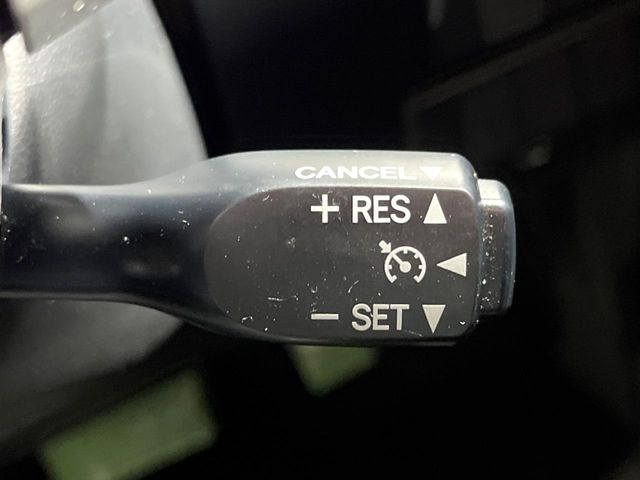 CANCEL ▼
+ RES ▲
◀
− SET ▼